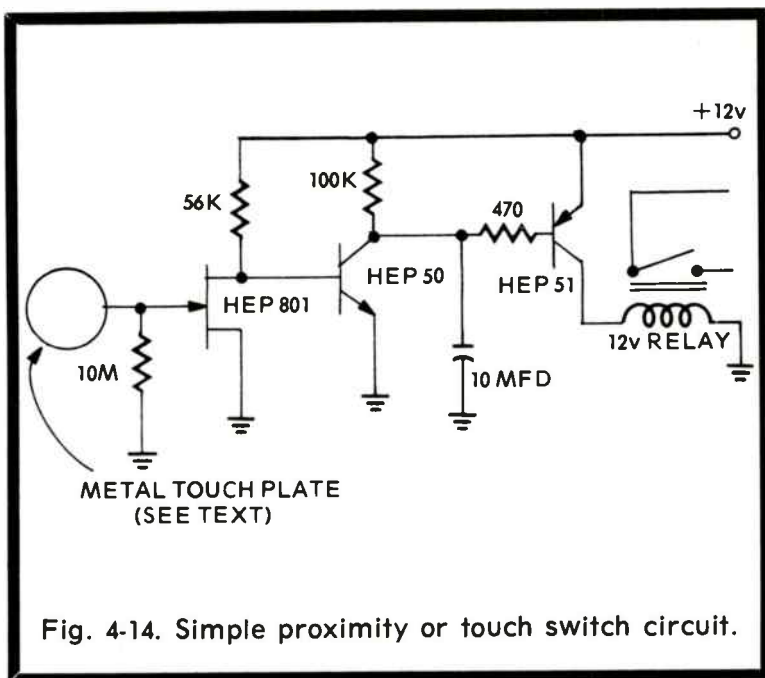 +12v
100K
56K
470
HEP 50
HEP 51
HEP 801
12v RELAY
10M
10 MFD
METAL TOUCH PLATE
(SEE TEXT)
Fig. 4-14. Simple proximity or touch switch circuit.